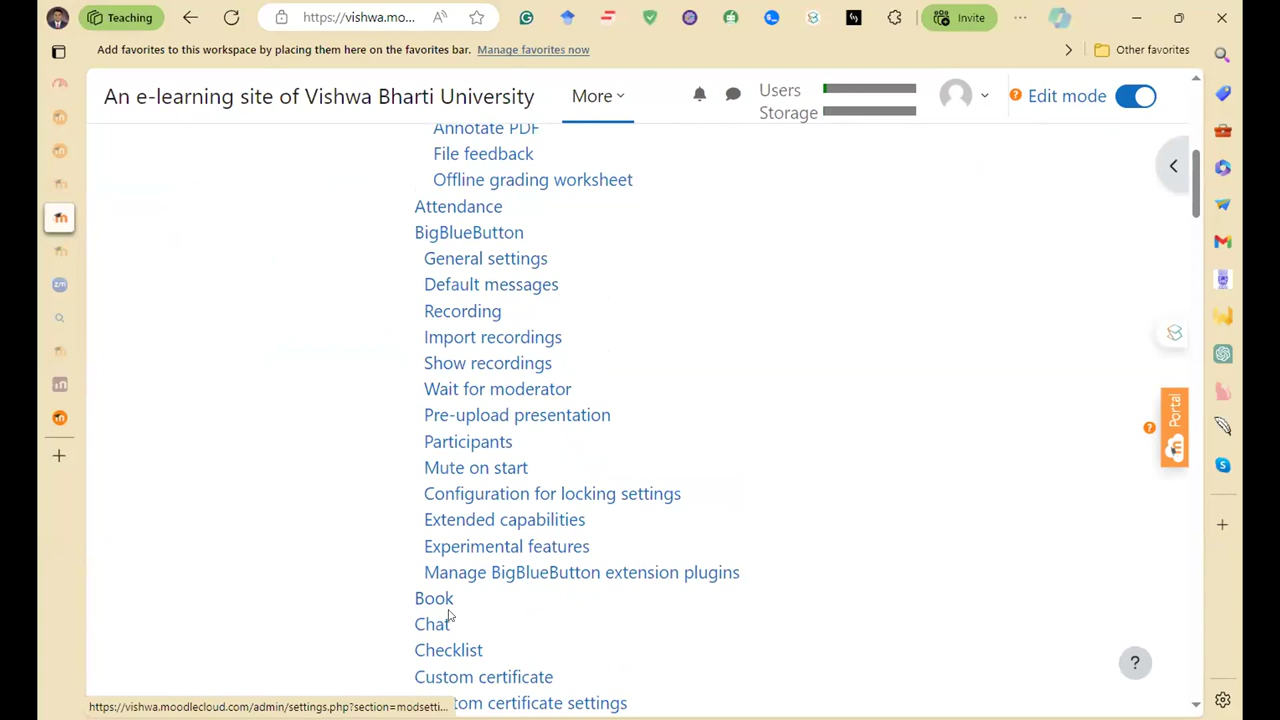 Teaching
https://vishwa.mo...
Invite
Add favorites to this workspace by placing them here on the favorites bar. Manage favorites now
Other favorites
An e-learning site of Vishwa Bharti University
More
Users
Storage
Edit mode
Annotate PDF
File feedback
Offline grading worksheet
Attendance
BigBlueButton
General settings
Default messages
Recording
Import recordings
Show recordings
Wait for moderator
Pre-upload presentation
Participants
Mute on start
Configuration for locking settings
Extended capabilities
Experimental features
Manage BigBlueButton extension plugins
Book
Chat
Checklist
Custom certificate
tom certificate settings
Portal
?
https://vishwa.moodlecloud.com/admin/settings.php?section=modsetti...